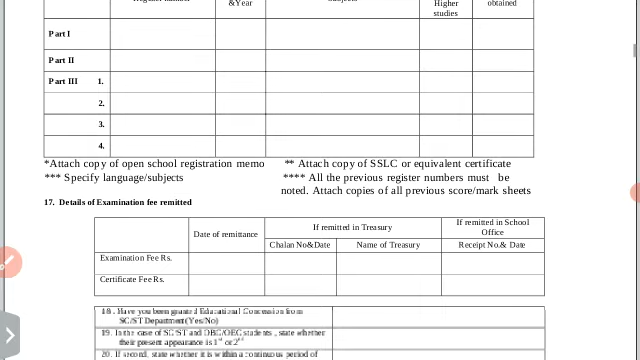 Register number &Year Subjects Higher studies obtained
Part I
Part II
Part III 1.
2.
3.
4.
*Attach copy of open school registration memo ** Attach copy of SSLC or equivalent certificate
*** Specify language/subjects **** All the previous register numbers must be
noted. Attach copies of all previous score/mark sheets
17. Details of Examination fee remitted
Date of remittance If remitted in Treasury If remitted in School Office
Chalan No&Date Name of Treasury Receipt No.& Date
Examination Fee Rs.
Certificate Fee Rs.
18 . Have you been granted Educational Concession from
SC/ST Department(Yes/No)
19. In the case of SC/ST and OBC/OEC students , state whether
their present appearance is 1st or 2nd
20. If second, state whether it is within a continuous period of